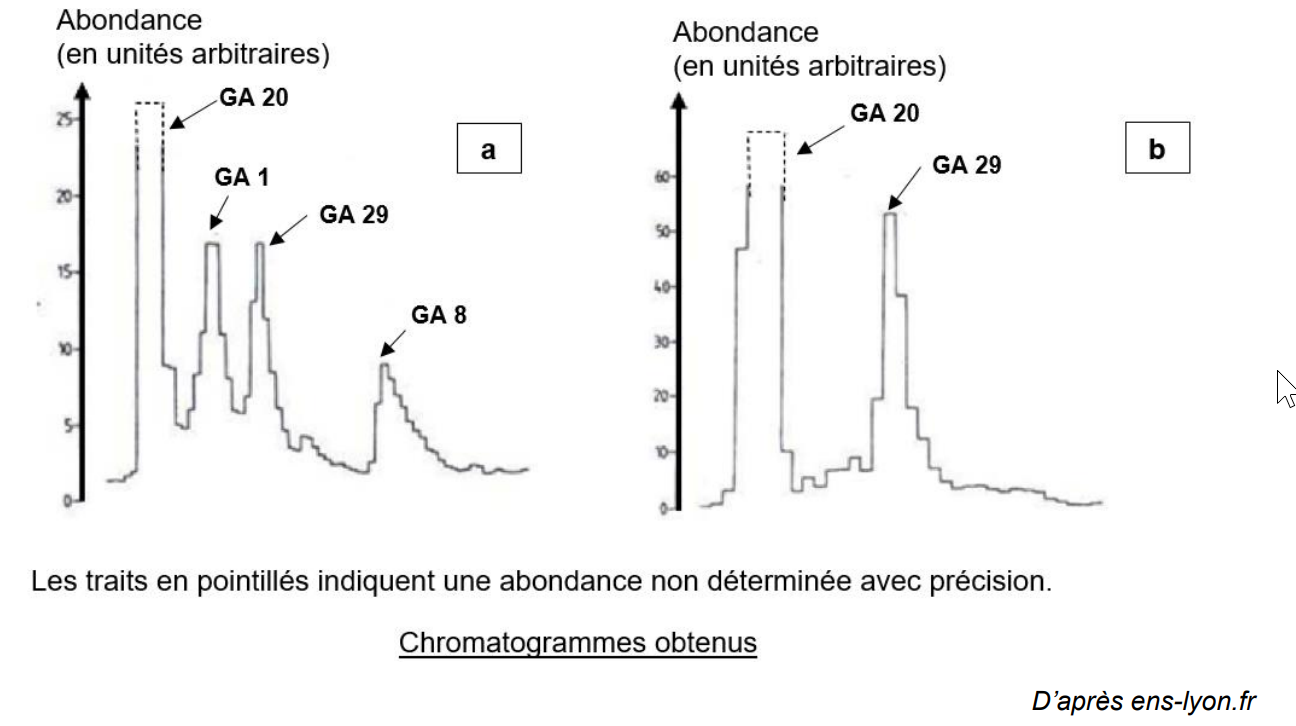 Abondance
(en unités arbitraires)
GA 20
a
25
GA 1
20
GA 29
15
GA 8
10
5
0
Abondance
(en unités arbitraires)
GA 20
b
GA 29
60
50
40
30
20
10
0
Les traits en pointillés indiquent une abondance non déterminée avec précision.
Chromatogrammes obtenus
D'après ens-lyon.fr